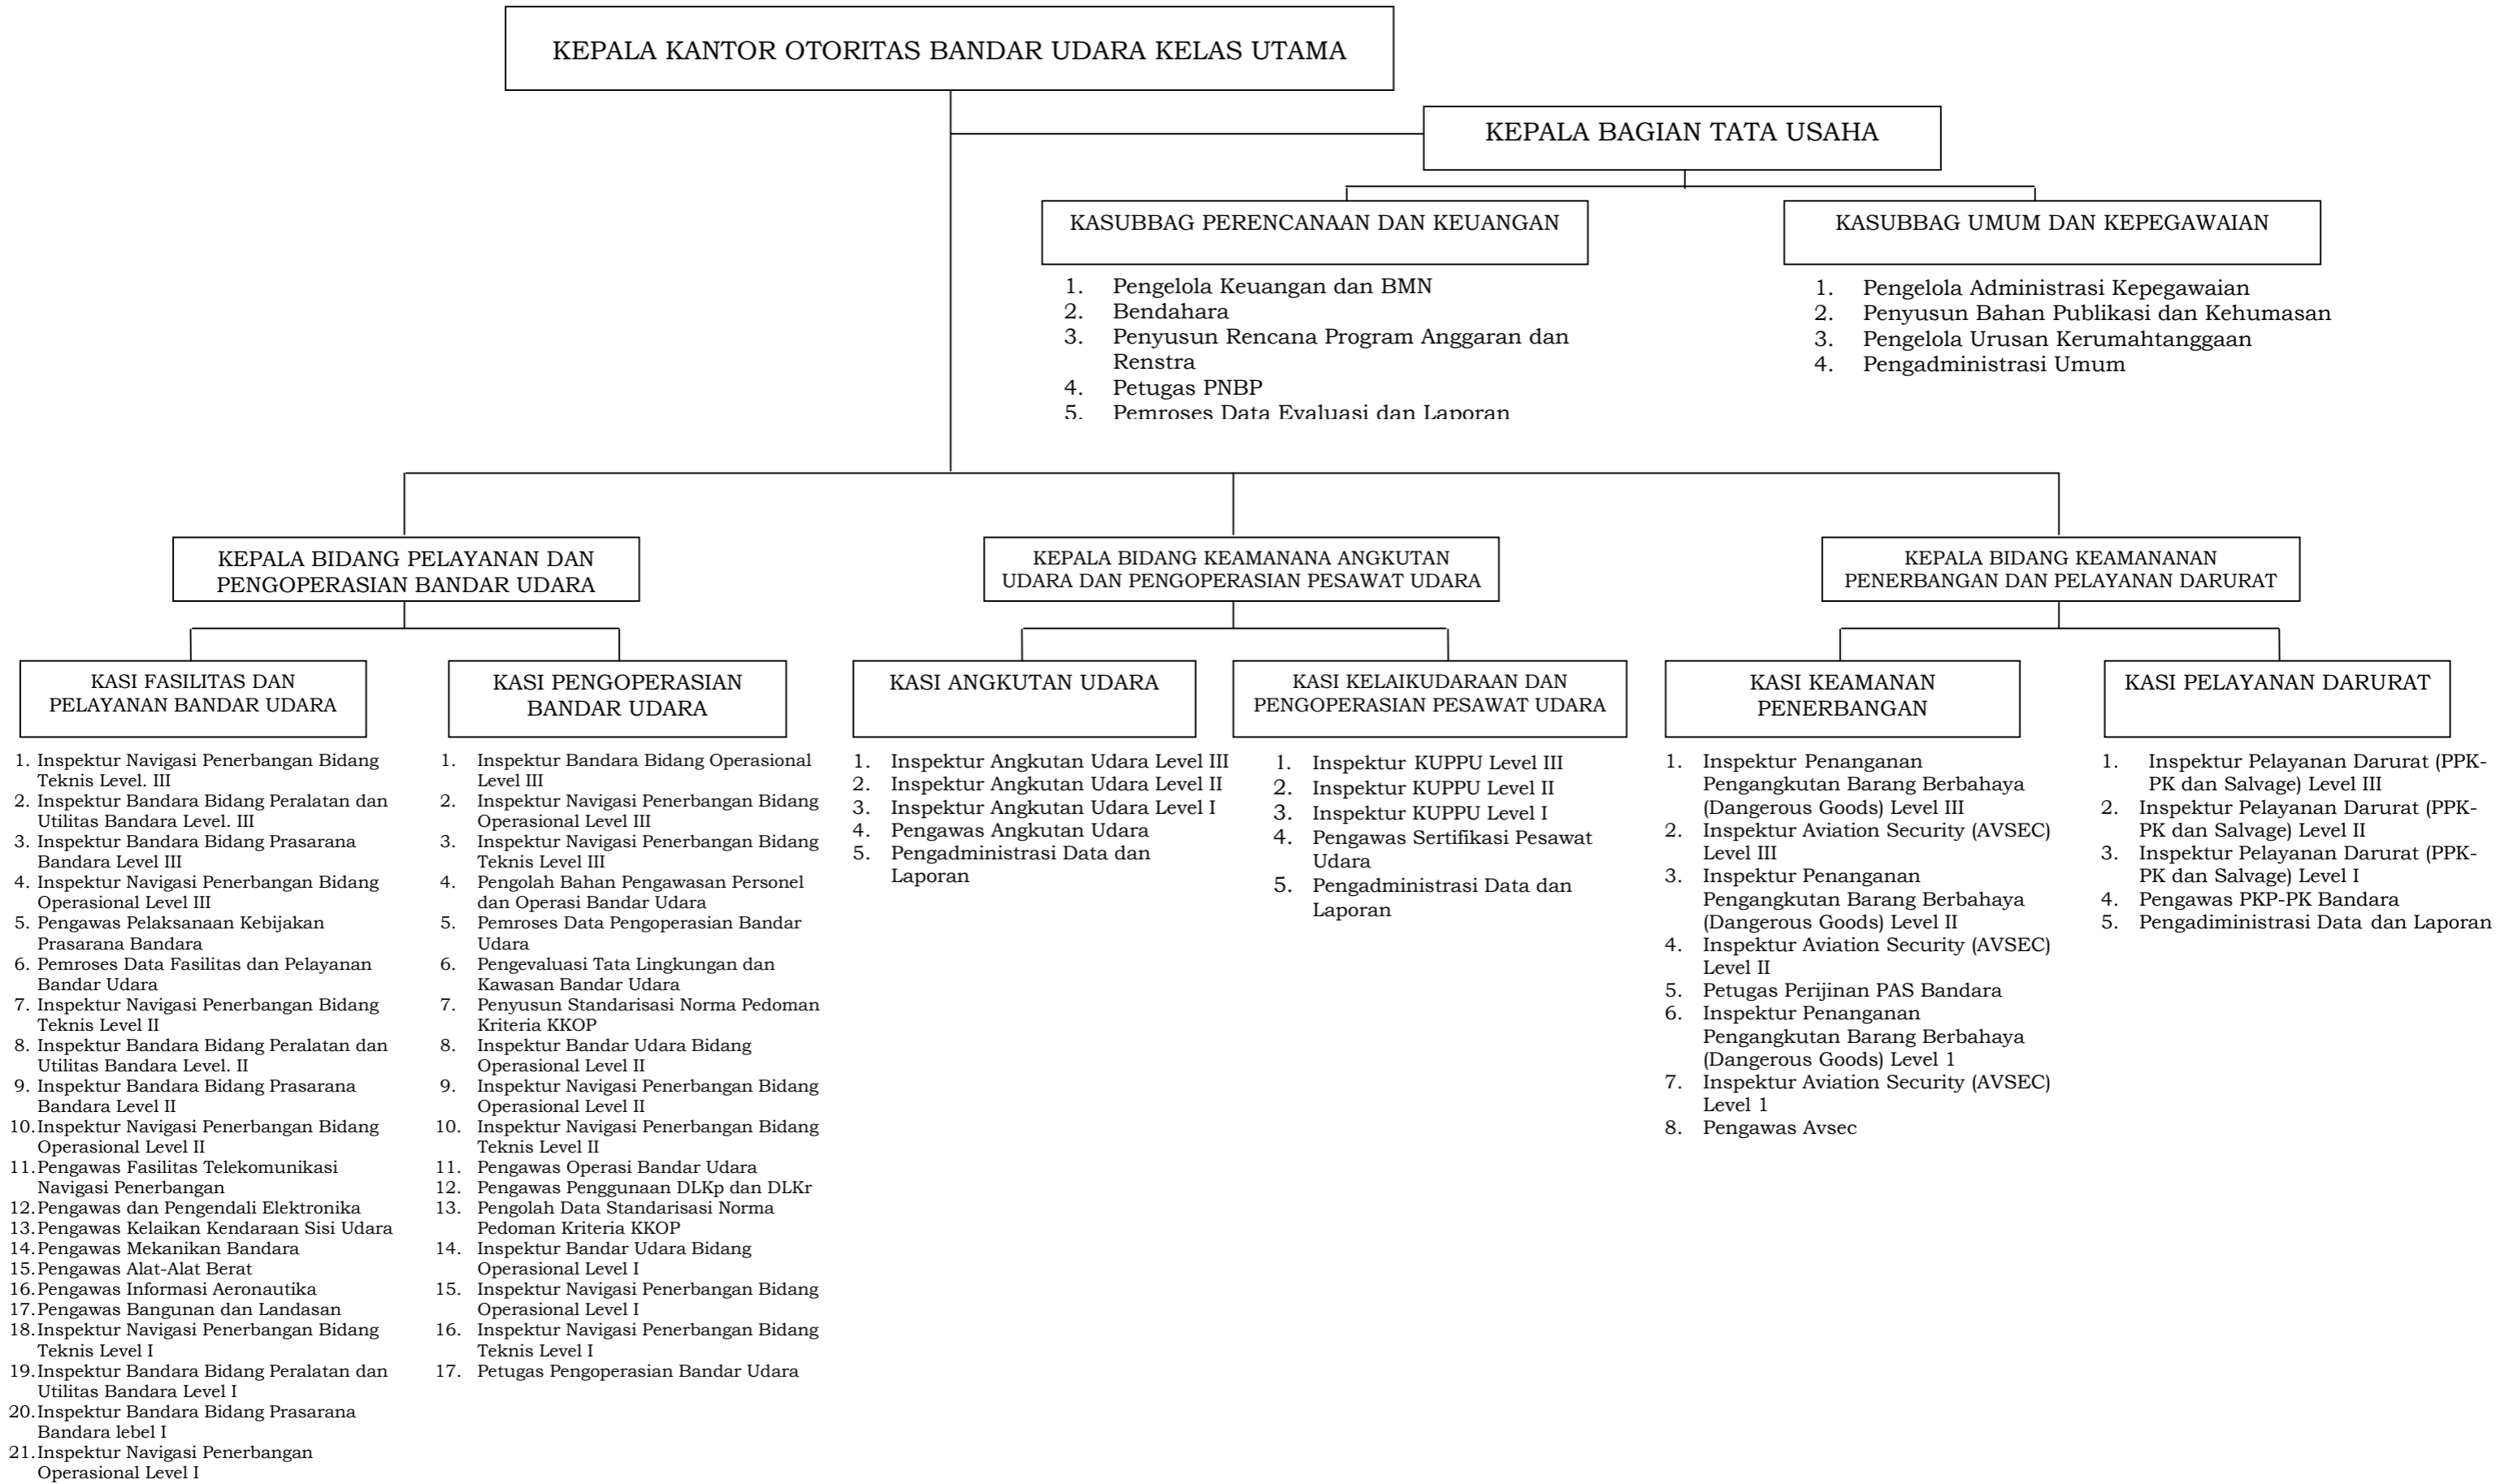 KEPALA KANTOR OTORITAS BANDAR UDARA KELAS UTAMA
KEPALA BAGIAN TATA USAHA
KASUBBAG PERENCANAAN DAN KEUANGAN
1. Pengelola Keuangan dan BMN
2. Bendahara
3. Penyusun Rencana Program Anggaran dan
Renstra
4. Petugas PNBP
5. Pemroses Data Evaluasi dan Laporan
KASUBBAG UMUM DAN KEPEGAWAIAN
1. Pengelola Administrasi Kepegawaian
2. Penyusun Bahan Publikasi dan Kehumasan
3. Pengelola Urusan Kerumahtanggaan
4. Pengadministrasi Umum
KEPALA BIDANG PELAYANAN DAN
PENGOPERASIAN BANDAR UDARA
KEPALA BIDANG KEAMANANA ANGKUTAN
UDARA DAN PENGOPERASIAN PESAWAT UDARA
KEPALA BIDANG KEAMANANAN
PENERBANGAN DAN PELAYANAN DARURAT
KASI FASILITAS DAN
PELAYANAN BANDAR UDARA
1. Inspektur Navigasi Penerbangan Bidang
Teknis Level. III
2. Inspektur Bandara Bidang Peralatan dan
Utilitas Bandara Level. III
3. Inspektur Bandara Bidang Prasarana
Bandara Level III
4. Inspektur Navigasi Penerbangan Bidang
Operasional Level III
5. Pengawas Pelaksanaan Kebijakan
Prasarana Bandara
6. Pemroses Data Fasilitas dan Pelayanan
Bandar Udara
7. Inspektur Navigasi Penerbangan Bidang
Teknis Level II
8. Inspektur Bandara Bidang Peralatan dan
Utilitas Bandara Level. II
9. Inspektur Bandara Bidang Prasarana
Bandara Level II
10. Inspektur Navigasi Penerbangan Bidang
Operasional Level II
11. Pengawas Fasilitas Telekomunikasi
Navigasi Penerbangan
12. Pengawas dan Pengendali Elektronika
13. Pengawas Kelaikan Kendaraan Sisi Udara
14. Pengawas Mekanikan Bandara
15. Pengawas Alat-Alat Berat
16. Pengawas Informasi Aeronautika
17. Pengawas Bangunan dan Landasan
18. Inspektur Navigasi Penerbangan Bidang
Teknis Level I
19. Inspektur Bandara Bidang Peralatan dan
Utilitas Bandara Level I
20. Inspektur Bandara Bidang Prasarana
Bandara lebel I
21. Inspektur Navigasi Penerbangan
Operasional Level I
KASI PENGOPERASIAN
BANDAR UDARA
1. Inspektur Bandara Bidang Operasional
Level III
2. Inspektur Navigasi Penerbangan Bidang
Operasional Level III
3. Inspektur Navigasi Penerbangan Bidang
Teknis Level III
4. Pengolah Bahan Pengawasan Personel
dan Operasi Bandar Udara
5. Pemroses Data Pengoperasian Bandar
Udara
6. Pengevaluasi Tata Lingkungan dan
Kawasan Bandar Udara
7. Penyusun Standarisasi Norma Pedoman
Kriteria KKOP
8. Inspektur Bandar Udara Bidang
Operasional Level II
9. Inspektur Navigasi Penerbangan Bidang
Operasional Level II
10. Inspektur Navigasi Penerbangan Bidang
Teknis Level II
11. Pengawas Operasi Bandar Udara
12. Pengawas Penggunaan DLKp dan DLKr
13. Pengolah Data Standarisasi Norma
Pedoman Kriteria KKOP
14. Inspektur Bandar Udara Bidang
Operasional Level I
15. Inspektur Navigasi Penerbangan Bidang
Operasional Level I
16. Inspektur Navigasi Penerbangan Bidang
Teknis Level I
17. Petugas Pengoperasian Bandar Udara
KASI ANGKUTAN UDARA
1. Inspektur Angkutan Udara Level III
2. Inspektur Angkutan Udara Level II
3. Inspektur Angkutan Udara Level I
4. Pengawas Angkutan Udara
5. Pengadministrasi Data dan
Laporan
KASI KELAIKUDARAAN DAN
PENGOPERASIAN PESAWAT UDARA
1. Inspektur KUPPU Level III
2. Inspektur KUPPU Level II
3. Inspektur KUPPU Level I
4. Pengawas Sertifikasi Pesawat
Udara
5. Pengadministrasi Data dan
Laporan
KASI KEAMANAN
PENERBANGAN
1. Inspektur Penanganan
Pengangkutan Barang Berbahaya
(Dangerous Goods) Level III
2. Inspektur Aviation Security (AVSEC)
Level III
3. Inspektur Penanganan
Pengangkutan Barang Berbahaya
(Dangerous Goods) Level II
4. Inspektur Aviation Security (AVSEC)
Level II
5. Petugas Perijinan PAS Bandara
6. Inspektur Penanganan
Pengangkutan Barang Berbahaya
(Dangerous Goods) Level 1
7. Inspektur Aviation Security (AVSEC)
Level 1
8. Pengawas Avsec
KASI PELAYANAN DARURAT
1. Inspektur Pelayanan Darurat (PPK-
PK dan Salvage) Level III
2. Inspektur Pelayanan Darurat (PPK-
PK dan Salvage) Level II
3. Inspektur Pelayanan Darurat (PPK-
PK dan Salvage) Level I
4. Pengawas PKP-PK Bandara
5. Pengadiministrasi Data dan Laporan